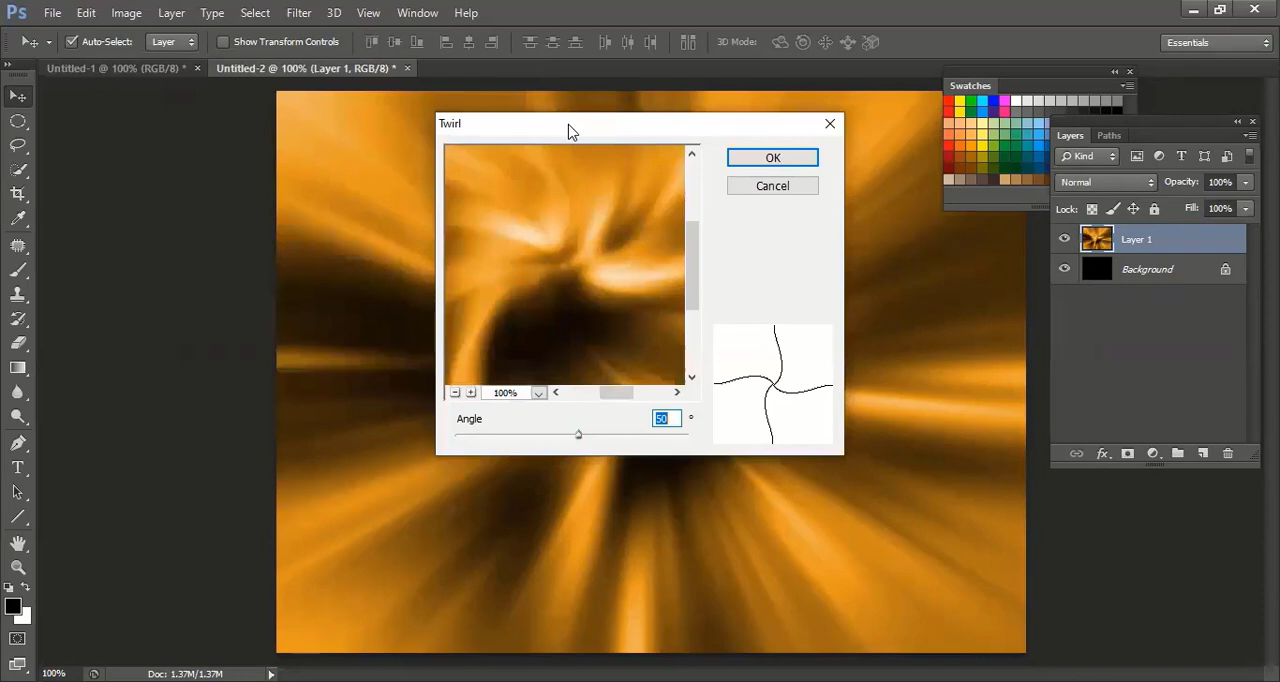 Ps File Edit Image Layer Type Select Filter 3D View Window Help
Auto-Select: Layer Show Transform Controls 3D Mode: Essentials
Untitled-1 @ 100% (RGB/8) * × Untitled-2 @ 100% (Layer 1, RGB/8) * ×
Swatches
Twirl
OK
Cancel
100%
Angle 50 °
Layers Paths
Kind
Normal Opacity: 100%
Lock: Fill: 100%
Layer 1
Background
fx
100% Doc: 1.37M/1.37M